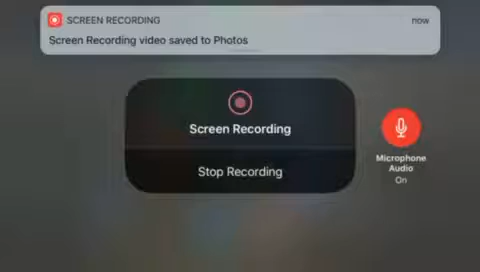 SCREEN RECORDING
now
Screen Recording video saved to Photos
Screen Recording
Stop Recording
Microphone
Audio
On